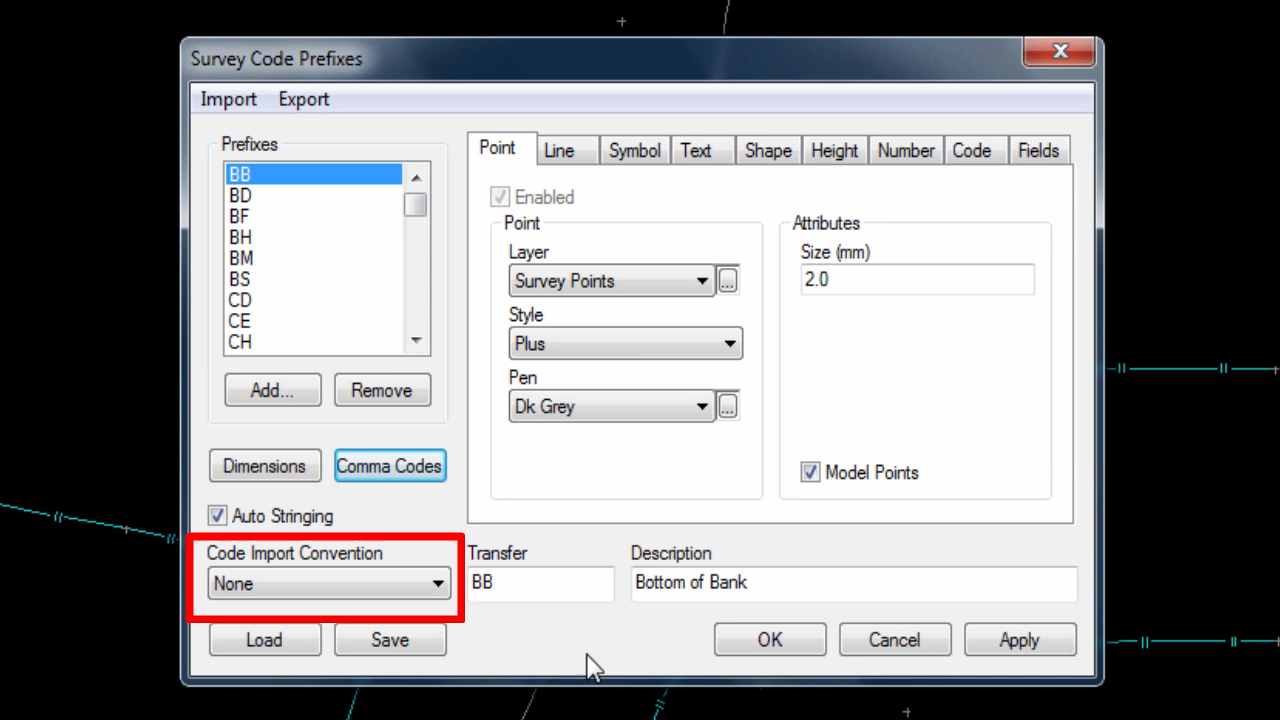 Survey Code Prefixes
Import Export
Prefixes
BB
BD
BF
BH
BM
BS
CD
CE
CH
Add... Remove
Dimensions Comma Codes
Auto Stringing
Code Import Convention
None
Load Save
Point Line Symbol Text Shape Height Number Code Fields
Enabled
Point
Layer
Survey Points ...
Style
Plus
Pen
Dk Grey ...
Attributes
Size (mm)
2.0
Model Points
Transfer
BB
Description
Bottom of Bank
OK Cancel Apply